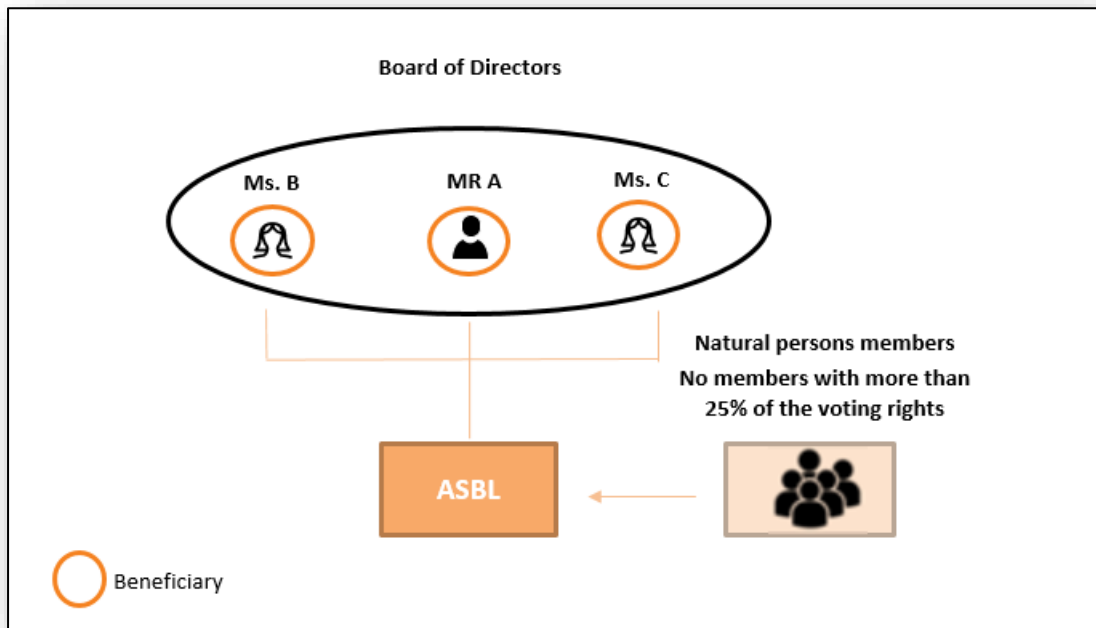 Board of Directors
Ms. B
MR A
Ms. C
Natural persons members
No members with more than
25% of the voting rights
ASBL
Beneficiary